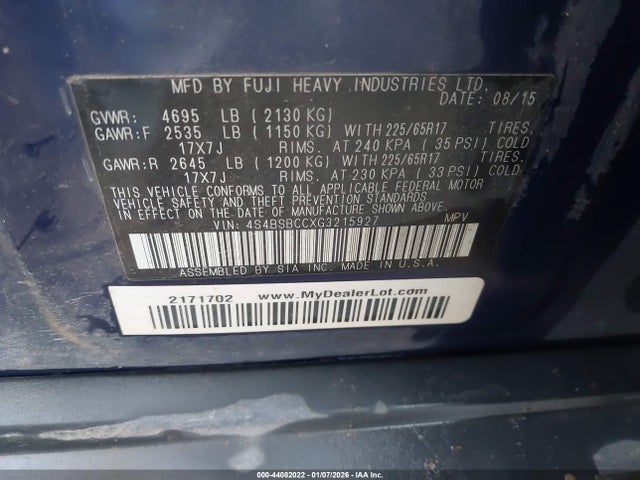 MFD BY FUJI HEAVY INDUSTRIES LTD.
DATE: 08/15
GVWR: 4695 LB (2130 KG)
GAWR:F 2535 LB (1150 KG) WITH 225/65R17 TIRES.
17X7J RIMS. AT 240 KPA (35 PSI) COLD
GAWR:R 2645 LB (1200 KG) WITH 225/65R17 TIRES.
17X7J RIMS. AT 230 KPA (33 PSI) COLD
THIS VEHICLE CONFORMS TO ALL APPLICABLE FEDERAL MOTOR
VEHICLE SAFETY AND THEFT PREVENTION STANDARDS
IN EFFECT ON THE DATE OF MANUFACTURE SHOWN ABOVE.
VIN: 4S4BSBCCXG3215927 MPV
ASSEMBLED BY SIA INC. MADE IN U.S.A.
2171702 www.MyDealerLot.com
000-44082022 - 01/07/2026 - IAA Inc.